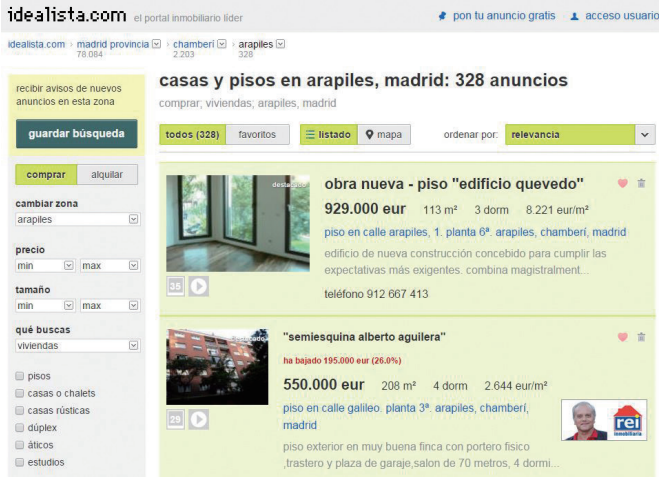 idealista.com el portal inmobiliario líder
pon tu anuncio gratis
acceso usuario
idealista.com › madrid provincia › chamberí › arapiles
78.084 2.203 328
recibir avisos de nuevos
anuncios en esta zona
guardar búsqueda
comprar alquilar
cambiar zona
arapiles
precio
min max
tamaño
min max
qué buscas
viviendas
pisos
casas o chalets
casas rústicas
dúplex
áticos
estudios
casas y pisos en arapiles, madrid: 328 anuncios
comprar, viviendas, arapiles, madrid
todos (328) favoritos listado mapa ordenar por: relevancia
destacado
35
obra nueva - piso "edificio quevedo"
929.000 eur 113 m² 3 dorm 8.221 eur/m²
piso en calle arapiles, 1. planta 6ª. arapiles, chamberí, madrid
edificio de nueva construcción concebido para cumplir las
expectativas más exigentes. combina magistralment...
teléfono 912 667 413
destacado
29
"semiesquina alberto aguilera"
ha bajado 195.000 eur (26.0%)
550.000 eur 208 m² 4 dorm 2.644 eur/m²
piso en calle galileo. planta 3ª. arapiles, chamberí,
madrid
piso exterior en muy buena finca con portero fisico
,trastero y plaza de garaje,salon de 70 metros, 4 dormi...
rei
inmobiliaria